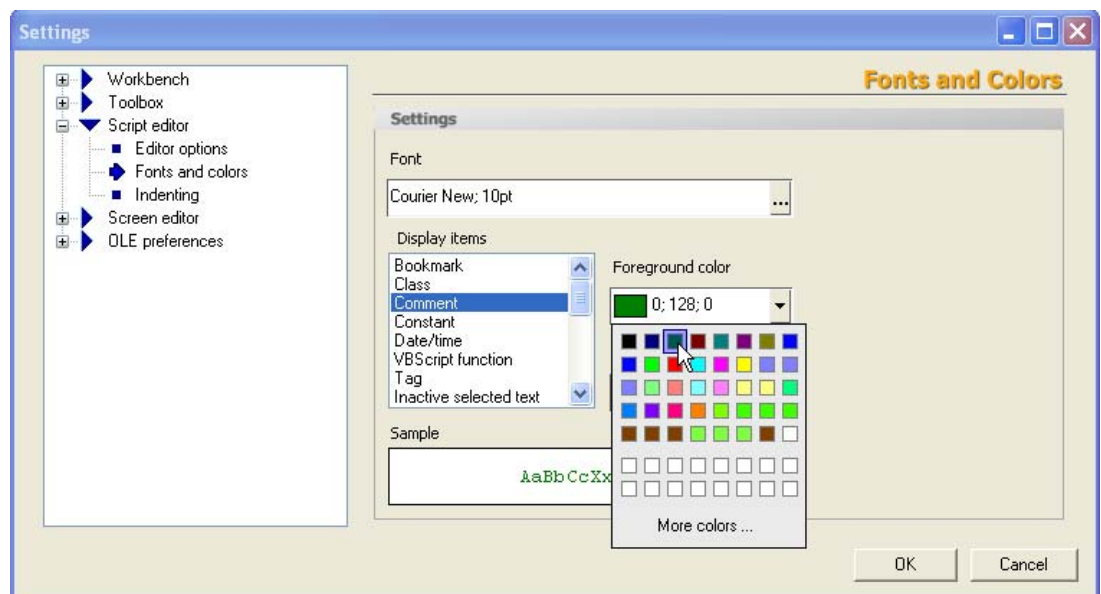 Settings
Workbench
Toolbox
Script editor
Editor options
Fonts and colors
Indenting
Screen editor
OLE preferences
Fonts and Colors
Settings
Font
Courier New; 10pt
...
Display items
Bookmark
Class
Comment
Constant
Date/time
VBScript function
Tag
Inactive selected text
Foreground color
0; 128; 0
More colors ...
Sample
AaBbCcXx
OK
Cancel